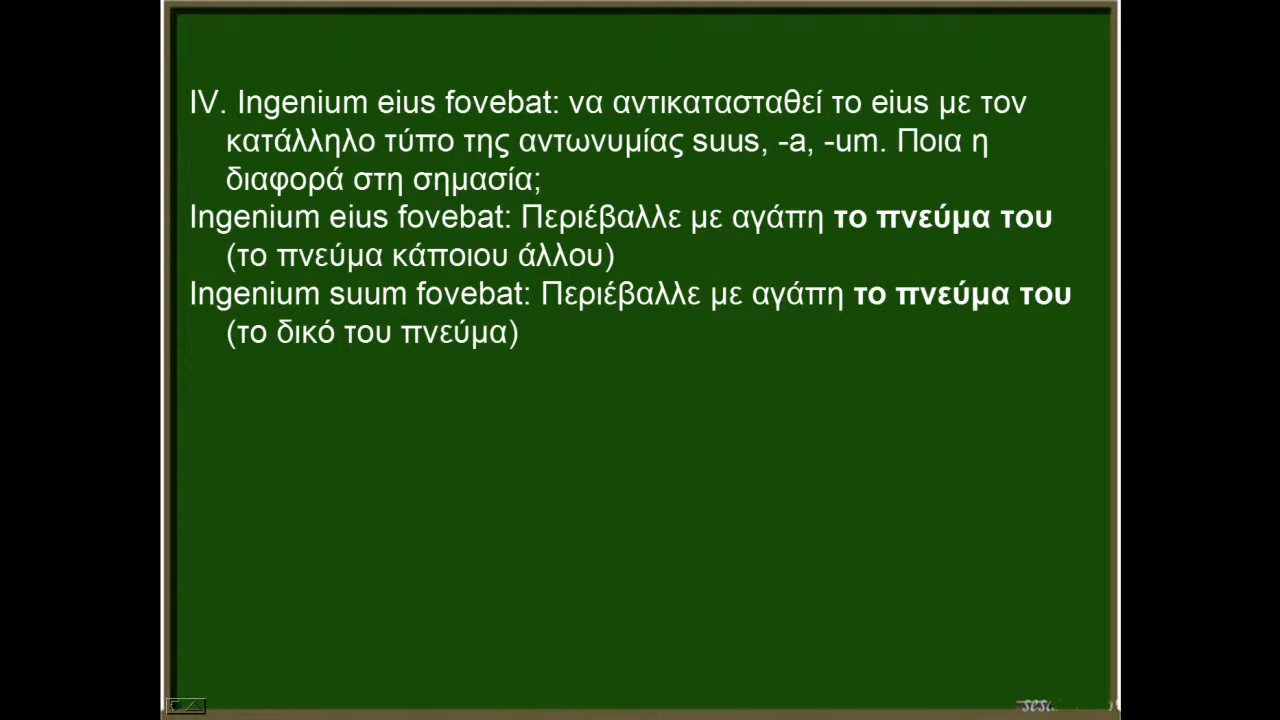 IV. Ingenium eius fovebat: να αντικατασταθεί το eius με τον
κατάλληλο τύπο της αντωνυμίας suus, -a, -um. Ποια η
διαφορά στη σημασία;
Ingenium eius fovebat: Περιέβαλλε με αγάπη το πνεύμα του
(το πνεύμα κάποιου άλλου)
Ingenium suum fovebat: Περιέβαλλε με αγάπη το πνεύμα του
(το δικό του πνεύμα)